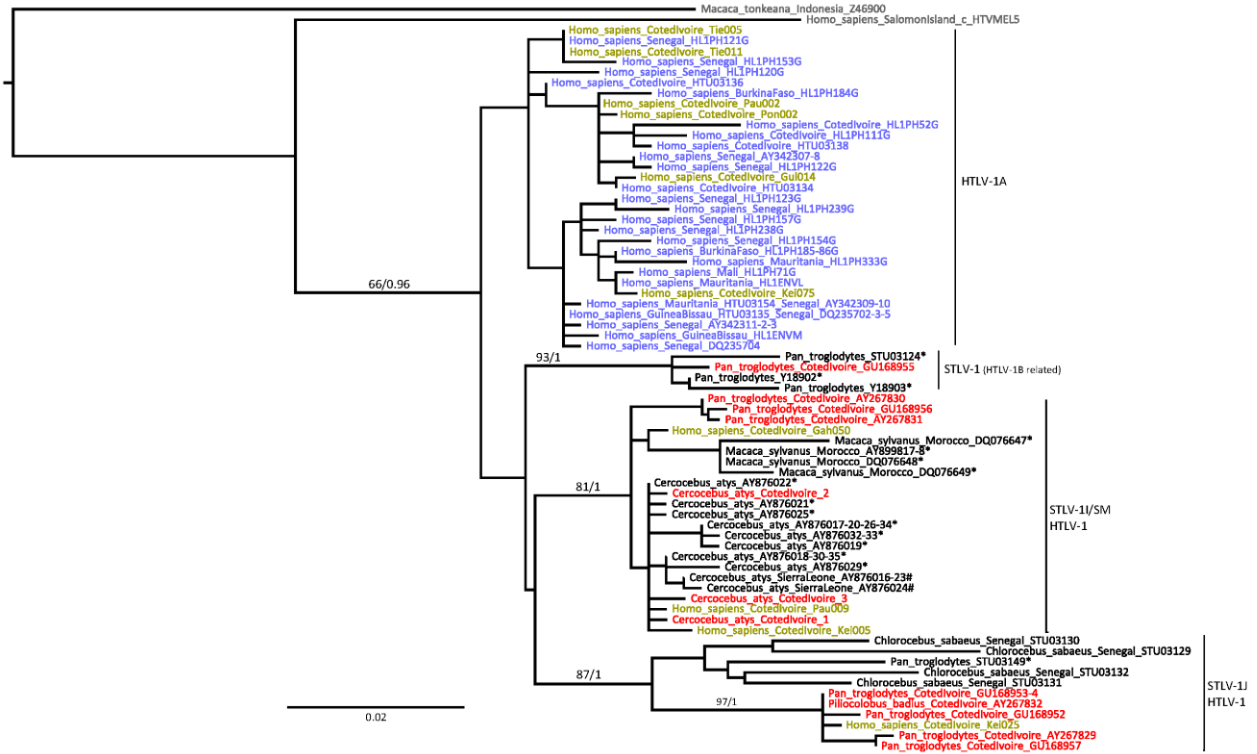 Macaca_tonkeana_Indonesia_Z46900
Homo_sapiens_SalomonIsland_c_HTVMEL5
Homo_sapiens_CotedIvoire_Tie005
Homo_sapiens_Senegal_HL1PH121G
Homo_sapiens_CotedIvoire_Tie011
Homo_sapiens_Senegal_HL1PH153G
Homo_sapiens_Senegal_HL1PH120G
Homo_sapiens_CotedIvoire_HTU03136
Homo_sapiens_BurkinaFaso_HL1PH184G
Homo_sapiens_CotedIvoire_Pau002
Homo_sapiens_CotedIvoire_Pon002
Homo_sapiens_CotedIvoire_HL1PH52G
Homo_sapiens_CotedIvoire_HL1PH111G
Homo_sapiens_CotedIvoire_HTU03138
Homo_sapiens_Senegal_AY342307-8
Homo_sapiens_Senegal_HL1PH122G
Homo_sapiens_CotedIvoire_Gul014
Homo_sapiens_CotedIvoire_HTU03134
HTLV-1A
Homo_sapiens_Senegal_HL1PH123G
Homo_sapiens_Senegal_HL1PH239G
Homo_sapiens_Senegal_HL1PH157G
Homo_sapiens_Senegal_HL1PH238G
Homo_sapiens_Senegal_HL1PH154G
Homo_sapiens_BurkinaFaso_HL1PH185-86G
Homo_sapiens_Mauritania_HL1PH333G
Homo_sapiens_Mali_HL1PH71G
Homo_sapiens_Mauritania_HL1ENVL
66/0.96
Homo_sapiens_CotedIvoire_Kei075
Homo_sapiens_Mauritania_HTU03154_Senegal_AY342309-10
Homo_sapiens_GuineaBissau_HTU03135_Senegal_DQ235702-3-5
Homo_sapiens_Senegal_AY342311-2-3
Homo_sapiens_GuineaBissau_HL1ENVM
Homo_sapiens_Senegal_DQ235704
93/1
Pan_troglodytes_STU03124*
Pan_troglodytes_CotedIvoire_GU168955
STLV-1 (HTLV-1B related)
Pan_troglodytes_Y18902*
Pan_troglodytes_Y18903*
Pan_troglodytes_CotedIvoire_AY267830
Pan_troglodytes_CotedIvoire_GU168956
Pan_troglodytes_CotedIvoire_AY267831
Homo_sapiens_CotedIvoire_Gah050
Macaca_sylvanus_Morocco_DQ076647*
Macaca_sylvanus_Morocco_AY899817-8*
Macaca_sylvanus_Morocco_DQ076648*
Macaca_sylvanus_Morocco_DQ076649*
Cercocebus_atys_AY876022*
81/1
Cercocebus_atys_CotedIvoire_2
Cercocebus_atys_AY876021*
Cercocebus_atys_AY876025*
STLV-1I/SM
HTLV-1
Cercocebus_atys_AY876017-20-26-34*
Cercocebus_atys_AY876032-33*
Cercocebus_atys_AY876019*
Cercocebus_atys_AY876018-30-35*
Cercocebus_atys_AY876029*
Cercocebus_atys_SierraLeone_AY876016-23#
Cercocebus_atys_SierraLeone_AY876024#
Cercocebus_atys_CotedIvoire_3
Homo_sapiens_CotedIvoire_Pau009
Cercocebus_atys_CotedIvoire_1
Homo_sapiens_CotedIvoire_Kei005
Chlorocebus_sabaeus_Senegal_STU03130
Chlorocebus_sabaeus_Senegal_STU03129
Pan_troglodytes_STU03149*
Chlorocebus_sabaeus_Senegal_STU03132
87/1
Chlorocebus_sabaeus_Senegal_STU03131
STLV-1J
HTLV-1
Pan_troglodytes_CotedIvoire_GU168953-4
97/1
Piliocolobus_badius_CotedIvoire_AY267832
Pan_troglodytes_CotedIvoire_GU168952
Homo_sapiens_CotedIvoire_Kei025
Pan_troglodytes_CotedIvoire_AY267829
Pan_troglodytes_CotedIvoire_GU168957
0.02